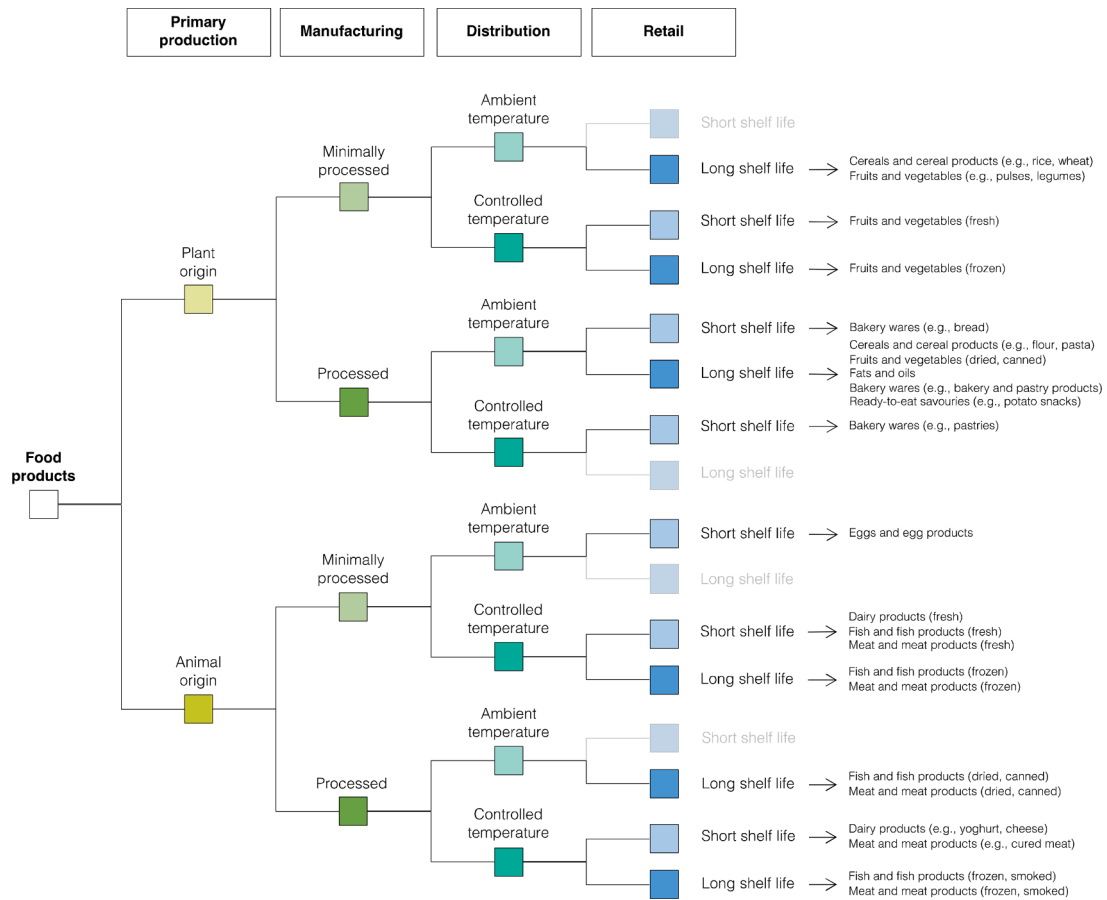 Primary
production
Manufacturing
Distribution
Retail
Food
products
Plant
origin
Minimally
processed
Ambient
temperature
Short shelf life
Long shelf life
Cereals and cereal products (e.g., rice, wheat)
Fruits and vegetables (e.g., pulses, legumes)
Controlled
temperature
Short shelf life
Fruits and vegetables (fresh)
Long shelf life
Fruits and vegetables (frozen)
Processed
Ambient
temperature
Short shelf life
Bakery wares (e.g., bread)
Long shelf life
Cereals and cereal products (e.g., flour, pasta)
Fruits and vegetables (dried, canned)
Fats and oils
Bakery wares (e.g., bakery and pastry products)
Ready-to-eat savouries (e.g., potato snacks)
Controlled
temperature
Short shelf life
Bakery wares (e.g., pastries)
Long shelf life
Animal
origin
Minimally
processed
Ambient
temperature
Short shelf life
Eggs and egg products
Long shelf life
Controlled
temperature
Short shelf life
Dairy products (fresh)
Fish and fish products (fresh)
Meat and meat products (fresh)
Long shelf life
Fish and fish products (frozen)
Meat and meat products (frozen)
Processed
Ambient
temperature
Short shelf life
Long shelf life
Fish and fish products (dried, canned)
Meat and meat products (dried, canned)
Controlled
temperature
Short shelf life
Dairy products (e.g., yoghurt, cheese)
Meat and meat products (e.g., cured meat)
Long shelf life
Fish and fish products (frozen, smoked)
Meat and meat products (frozen, smoked)